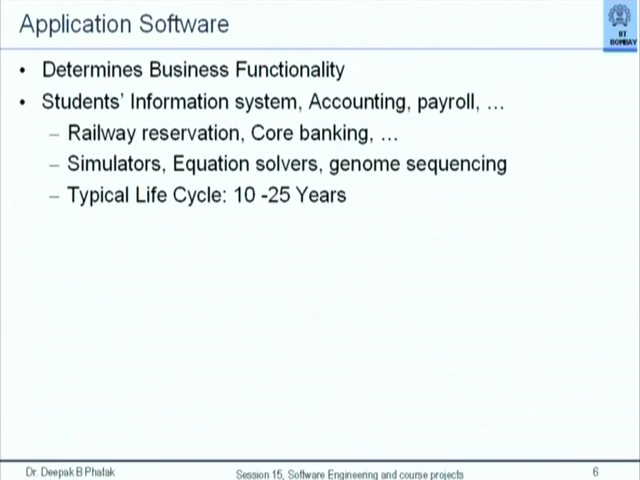 Application Software
IIT
BOMBAY
• Determines Business Functionality
• Students' Information system, Accounting, payroll, ...
– Railway reservation, Core banking, ...
– Simulators, Equation solvers, genome sequencing
– Typical Life Cycle: 10 -25 Years
Dr. Deepak B Phatak
Session 15, Software Engineering and course projects
6